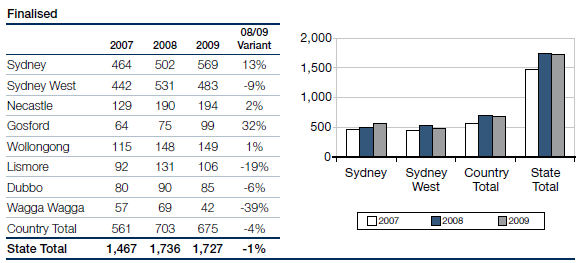 Finalised
2007 2008 2009 08/09 Variant
Sydney 464 502 569 13%
Sydney West 442 531 483 -9%
Necastle 129 190 194 2%
Gosford 64 75 99 32%
Wollongong 115 148 149 1%
Lismore 92 131 106 -19%
Dubbo 80 90 85 -6%
Wagga Wagga 57 69 42 -39%
Country Total 561 703 675 -4%
State Total 1,467 1,736 1,727 -1%
2,000
1,500
1,000
500
0
Sydney Sydney West Country Total State Total
2007 2008 2009